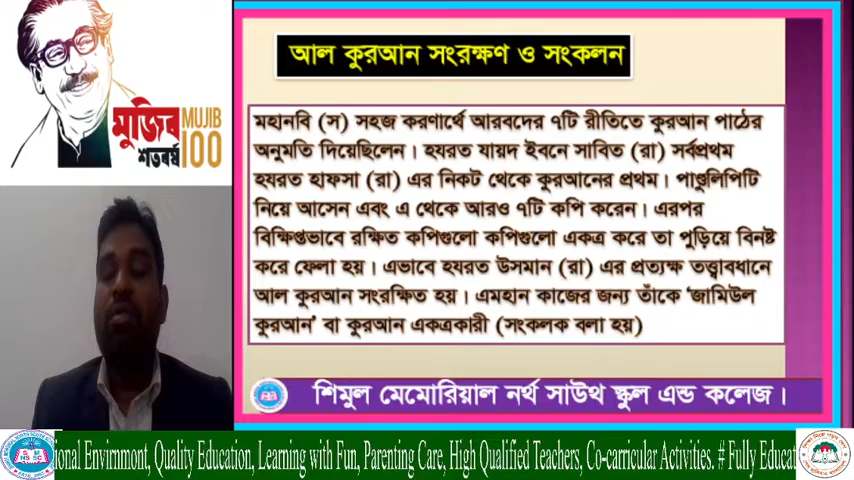 মুজিব
শতবর্ষ
MUJIB
100
আল কুরআন সংরক্ষণ ও সংকলন
মহানবি (স) সহজ করণার্থে আরবদের ৭টি রীতিতে কুরআন পাঠের
অনুমতি দিয়েছিলেন। হযরত যায়দ ইবনে সাবিত (রা) সর্বপ্রথম
হযরত হাফসা (রা) এর নিকট থেকে কুরআনের প্রথম। পাণ্ডুলিপিটি
নিয়ে আসেন এবং এ থেকে আরও ৭টি কপি করেন। এরপর
বিক্ষিপ্তভাবে রক্ষিত কপিগুলো কপিগুলো একত্র করে তা পুড়িয়ে বিনষ্ট
করে ফেলা হয়। এভাবে হযরত উসমান (রা) এর প্রত্যক্ষ তত্ত্বাবধানে
আল কুরআন সংরক্ষিত হয়। এমহান কাজের জন্য তাঁকে ‘জামিউল
কুরআন’ বা কুরআন একত্রকারী (সংকলক বলা হয়)
শিমুল মেমোরিয়াল নর্থ সাউথ স্কুল এন্ড কলেজ।
ional Envirnment, Quality Education, Learning with Fun, Parenting Care, High Qualified Teachers, Co-carricular Activities. # Fully Educat